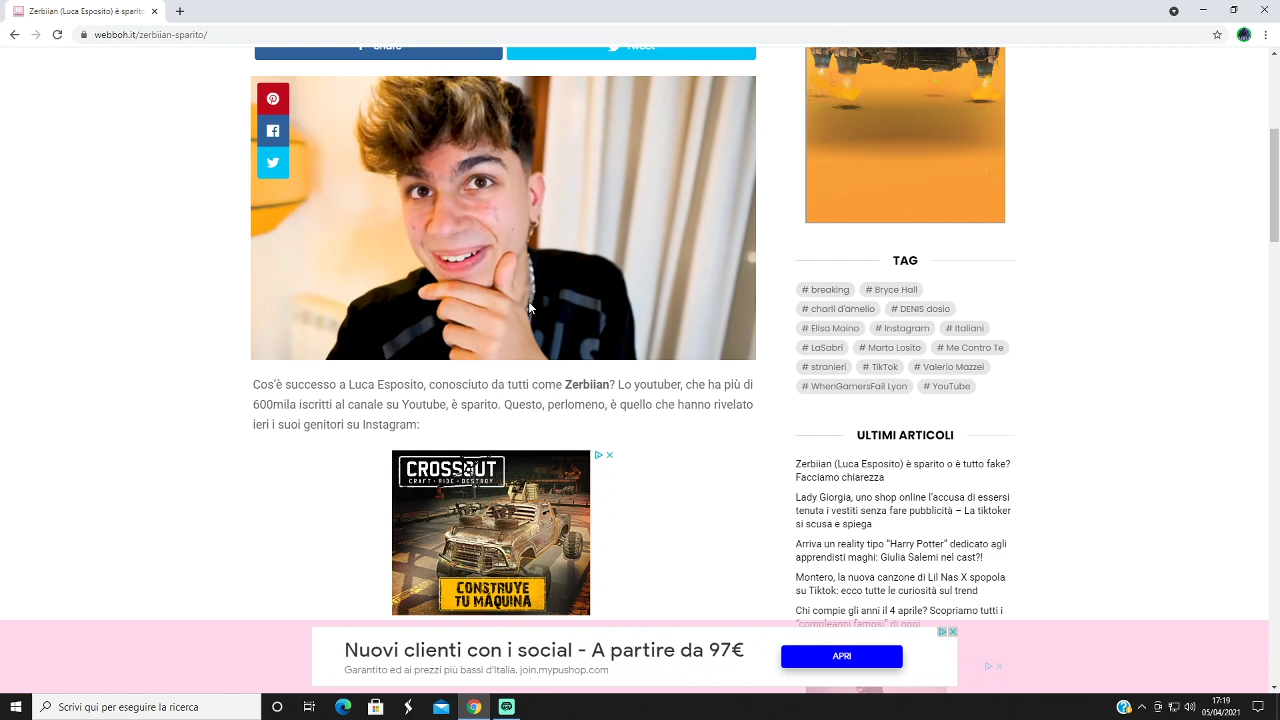 Zerbiian (Luca Esposito) è sparito
webboh.it/zerbiian-sparito/
Share
Tweet
Cos'è successo a Luca Esposito, conosciuto da tutti come Zerbiian? Lo youtuber, che ha più di
600mila iscritti al canale su Youtube, è sparito. Questo, perlomeno, è quello che hanno rivelato
ieri i suoi genitori su Instagram:
CROSSOUT
CRAFT · RIDE · DESTROY
CONSTRUYE
TU MÁQUINA
TAG
# breaking # Bryce Hall
# charli d'amelio # DENIS dosio
# Elisa Maino # Instagram # Italiani
# LaSabri # Marta Losito # Me Contro Te
# stranieri # TikTok # Valerio Mazzei
# WhenGamersFail Lyon # YouTube
ULTIMI ARTICOLI
Zerbiian (Luca Esposito) è sparito o è tutto fake?
Facciamo chiarezza
Lady Giorgia, uno shop online l'accusa di essersi
tenuta i vestiti senza fare pubblicità – La tiktoker
si scusa e spiega
Arriva un reality tipo "Harry Potter" dedicato agli
apprendisti maghi: Giulia Salemi nel cast?!
Montero, la nuova canzone di Lil Nas X spopola
su Tiktok: ecco tutte le curiosità sul trend
Chi compie gli anni il 4 aprile? Scopriamo tutti i
"compleanni famosi" di oggi
Nuovi clienti con i social - A partire da 97€
Garantito ed ai prezzi più bassi d'Italia. join.mypushop.com
APRI
Scrivi qui per eseguire la ricerca
17:19
05/04/2021